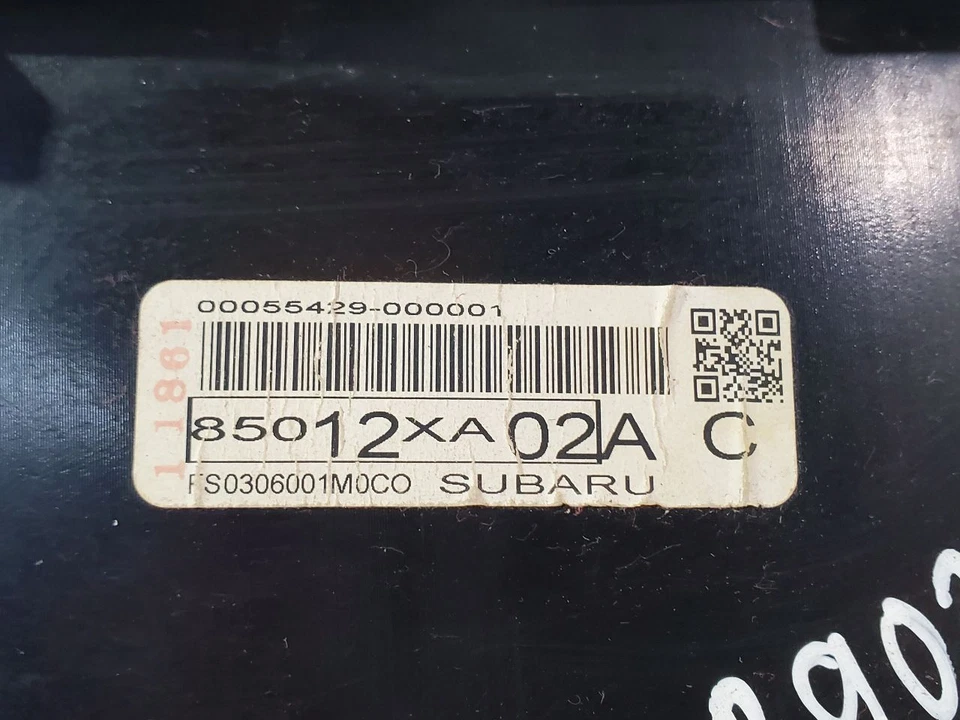 00055429-000001
11861
85012XA02A C
FS0306001M0CO SUBARU